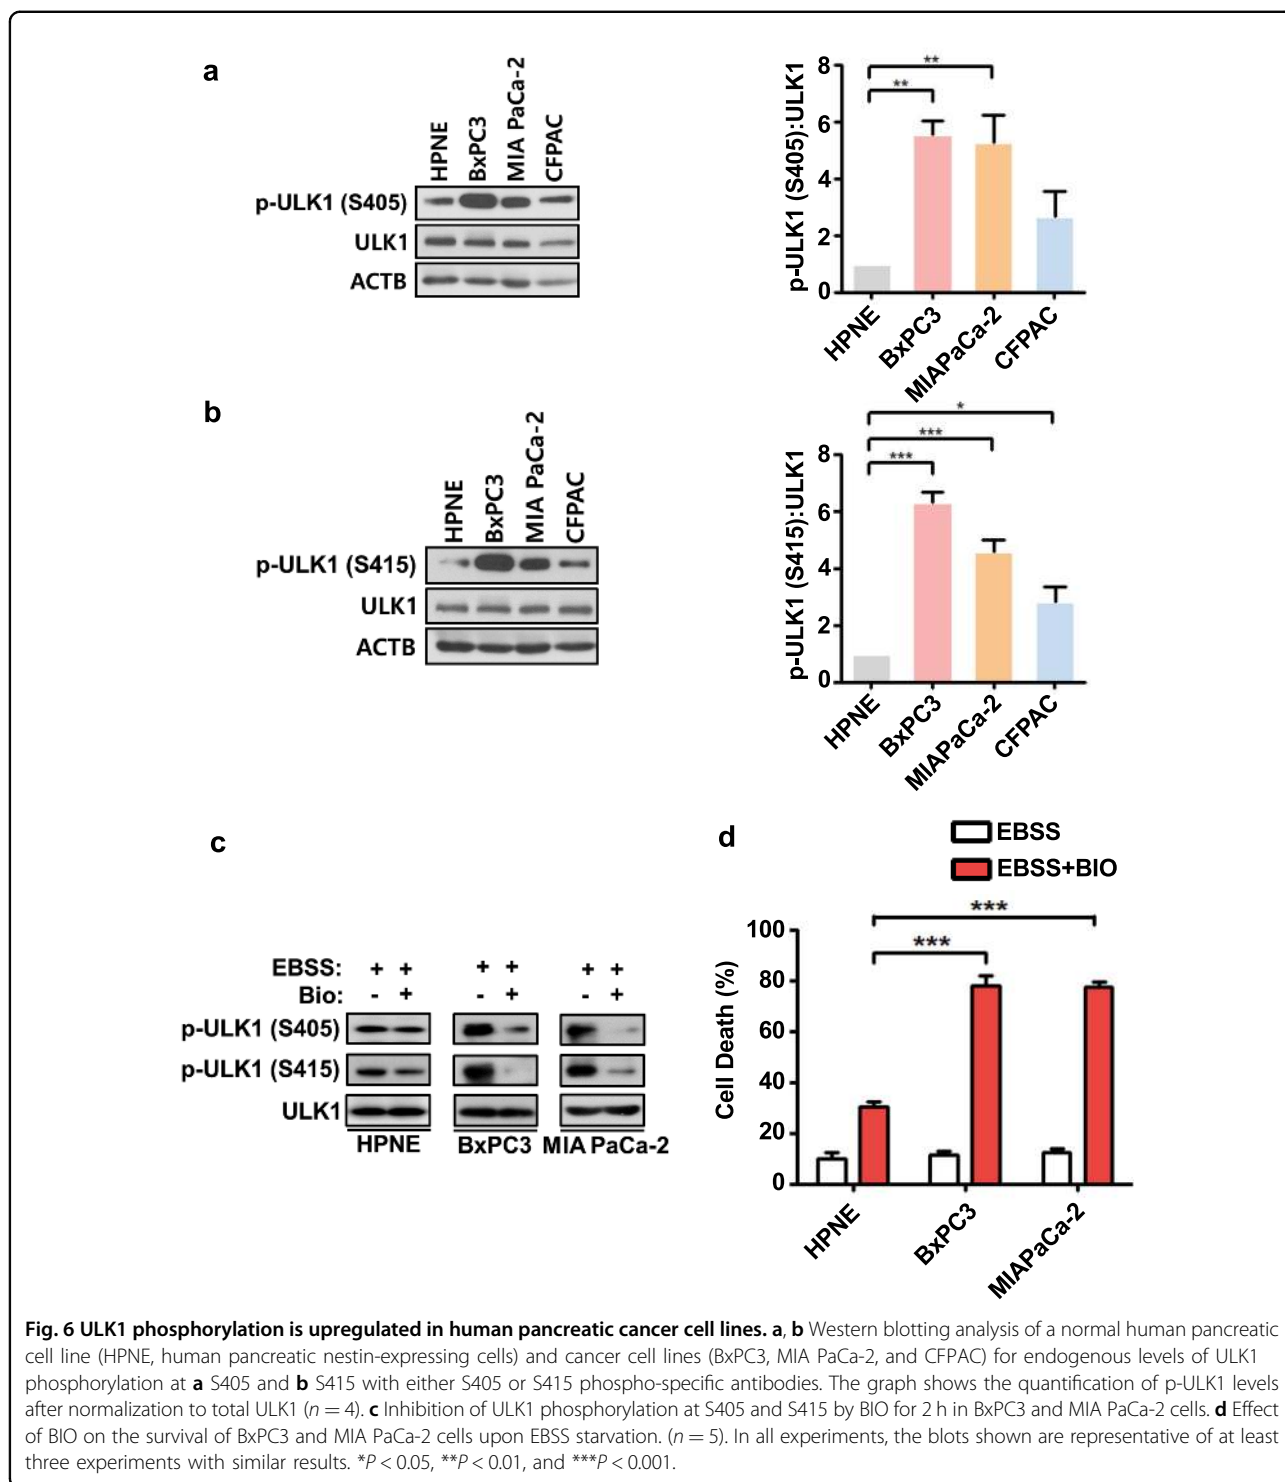 a
HPNE
BxPC3
MIA PaCa-2
CFPAC
p-ULK1 (S405)
ULK1
ACTB
p-ULK1 (S405):ULK1
8
6
4
2
0
**
**
HPNE
BxPC3
MIAPaCa-2
CFPAC
b
HPNE
BxPC3
MIA PaCa-2
CFPAC
p-ULK1 (S415)
ULK1
ACTB
p-ULK1 (S415):ULK1
8
6
4
2
0
*
***
***
HPNE
BxPC3
MIAPaCa-2
CFPAC
c
EBSS: + + + + + +
Bio: - + - + - +
p-ULK1 (S405)
p-ULK1 (S415)
ULK1
HPNE BxPC3 MIA PaCa-2
d
EBSS
EBSS+BIO
Cell Death (%)
100
80
60
40
20
0
***
***
HPNE
BxPC3
MIAPaCa-2
Fig. 6 ULK1 phosphorylation is upregulated in human pancreatic cancer cell lines. a, b Western blotting analysis of a normal human pancreatic
cell line (HPNE, human pancreatic nestin-expressing cells) and cancer cell lines (BxPC3, MIA PaCa-2, and CFPAC) for endogenous levels of ULK1
phosphorylation at a S405 and b S415 with either S405 or S415 phospho-specific antibodies. The graph shows the quantification of p-ULK1 levels
after normalization to total ULK1 (n = 4). c Inhibition of ULK1 phosphorylation at S405 and S415 by BIO for 2 h in BxPC3 and MIA PaCa-2 cells. d Effect
of BIO on the survival of BxPC3 and MIA PaCa-2 cells upon EBSS starvation. (n = 5). In all experiments, the blots shown are representative of at least
three experiments with similar results. *P < 0.05, **P < 0.01, and ***P < 0.001.